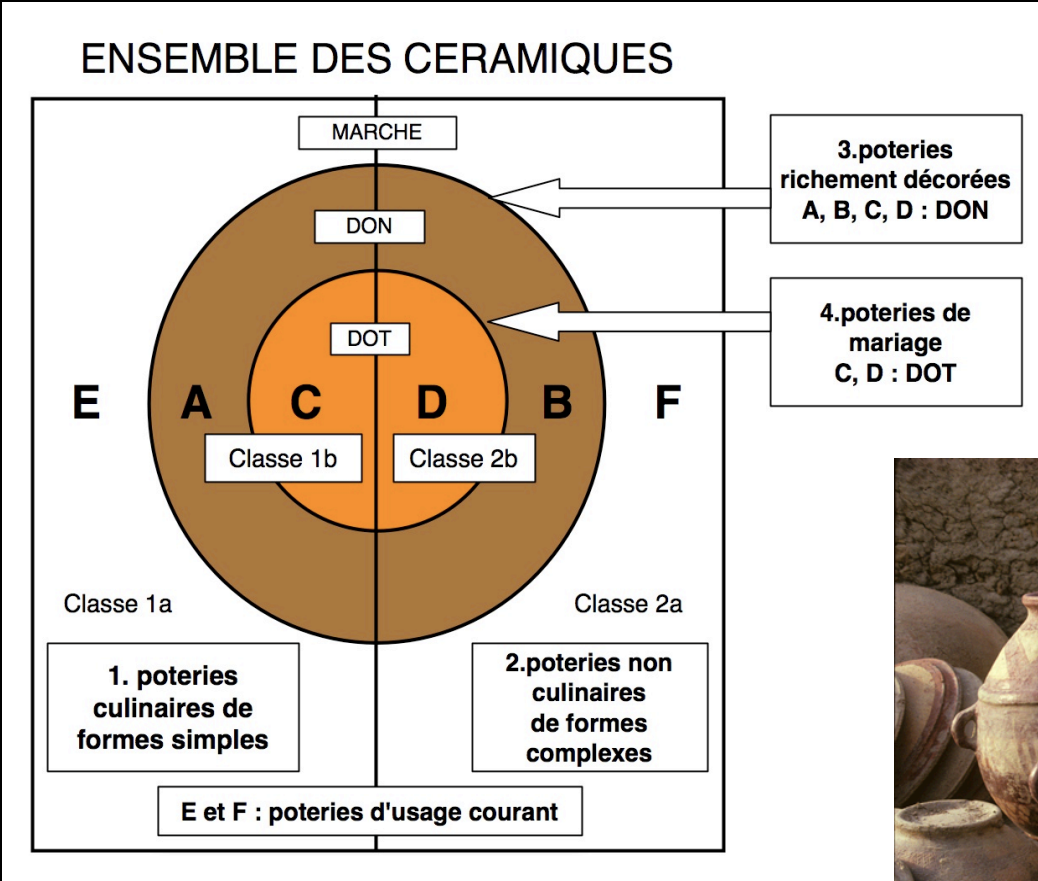 ENSEMBLE DES CERAMIQUES
MARCHE
DON
DOT
E
A
C
D
B
F
Classe 1b
Classe 2b
Classe 1a
Classe 2a
1. poteries
culinaires de
formes simples
2.poteries non
culinaires
de formes
complexes
E et F : poteries d'usage courant
3.poteries
richement décorées
A, B, C, D : DON
4.poteries de
mariage
C, D : DOT